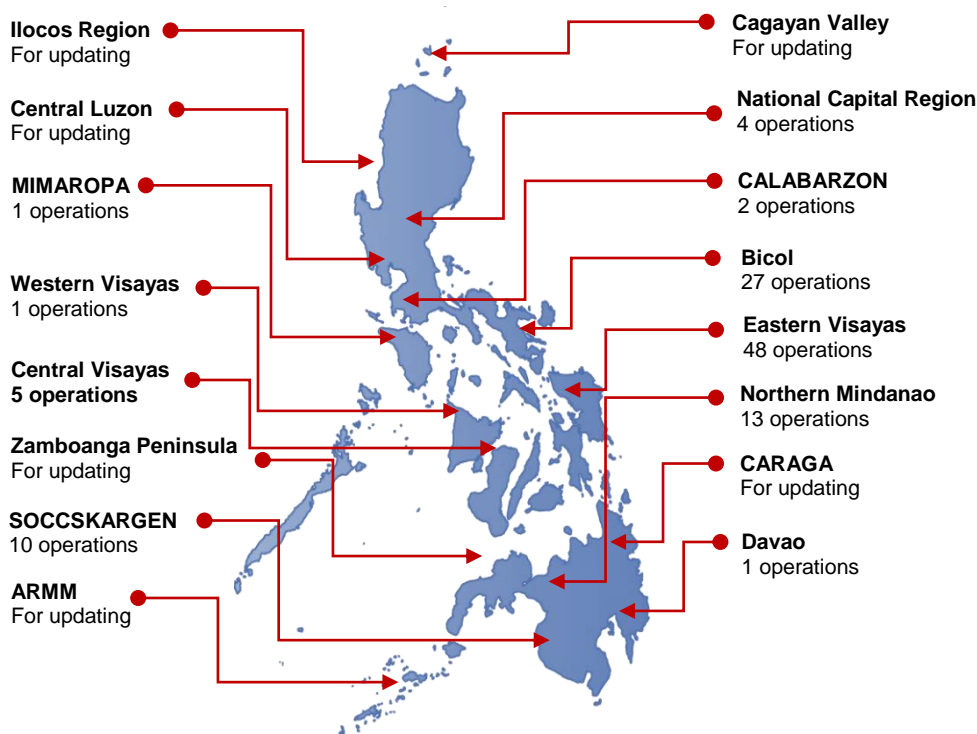 Ilocos Region
For updating
Central Luzon
For updating
MIMAROPA
1 operations
Western Visayas
1 operations
Central Visayas
5 operations
Zamboanga Peninsula
For updating
SOCCSKARGEN
10 operations
ARMM
For updating
Cagayan Valley
For updating
National Capital Region
4 operations
CALABARZON
2 operations
Bicol
27 operations
Eastern Visayas
48 operations
Northern Mindanao
13 operations
CARAGA
For updating
Davao
1 operations